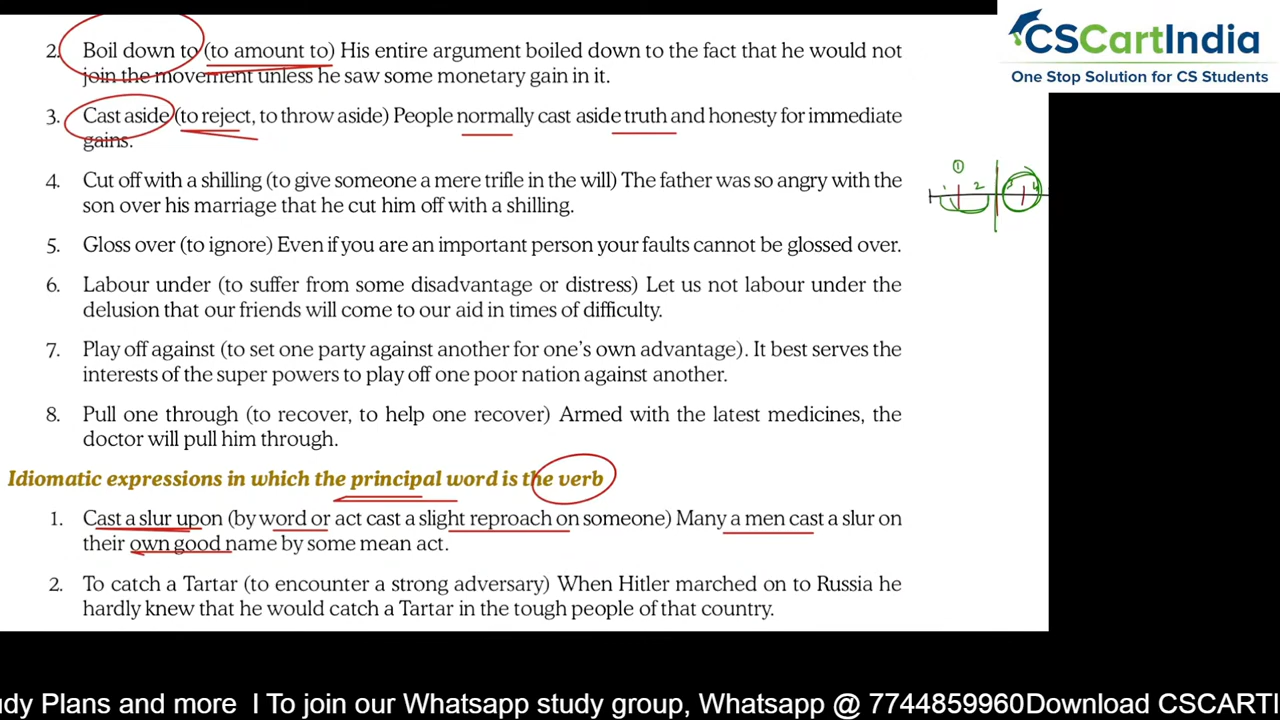 CSCartIndia
One Stop Solution for CS Students
2. Boil down to (to amount to) His entire argument boiled down to the fact that he would not
join the movement unless he saw some monetary gain in it.
3. Cast aside (to reject, to throw aside) People normally cast aside truth and honesty for immediate
gains.
4. Cut off with a shilling (to give someone a mere trifle in the will) The father was so angry with the
son over his marriage that he cut him off with a shilling.
5. Gloss over (to ignore) Even if you are an important person your faults cannot be glossed over.
6. Labour under (to suffer from some disadvantage or distress) Let us not labour under the
delusion that our friends will come to our aid in times of difficulty.
7. Play off against (to set one party against another for one's own advantage). It best serves the
interests of the super powers to play off one poor nation against another.
8. Pull one through (to recover, to help one recover) Armed with the latest medicines, the
doctor will pull him through.
Idiomatic expressions in which the principal word is the verb
1. Cast a slur upon (by word or act cast a slight reproach on someone) Many a men cast a slur on
their own good name by some mean act.
2. To catch a Tartar (to encounter a strong adversary) When Hitler marched on to Russia he
hardly knew that he would catch a Tartar in the tough people of that country.
udy Plans and more I To join our Whatsapp study group, Whatsapp @ 7744859960Download CSCARTI